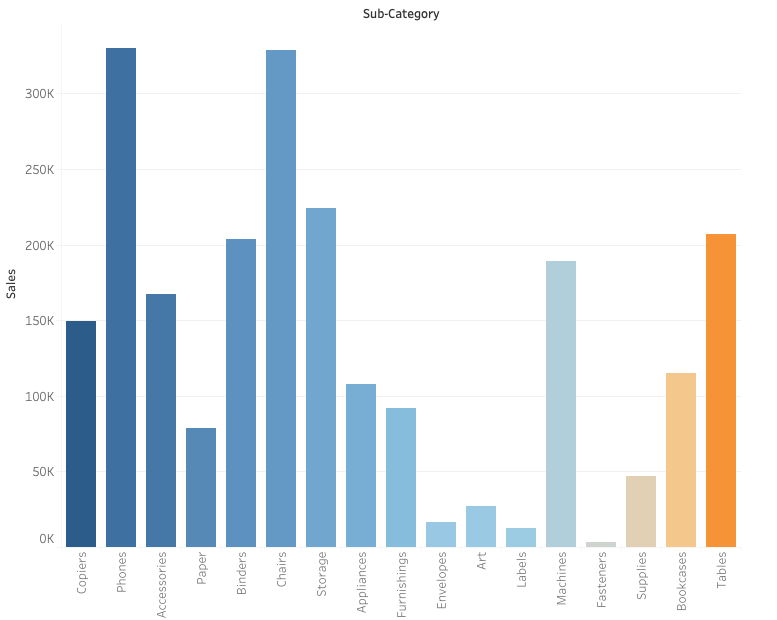 Sub-Category
Sales
300K
250K
200K
150K
100K
50K
0K
Copiers
Phones
Accessories
Paper
Binders
Chairs
Storage
Appliances
Furnishings
Envelopes
Art
Labels
Machines
Fasteners
Supplies
Bookcases
Tables